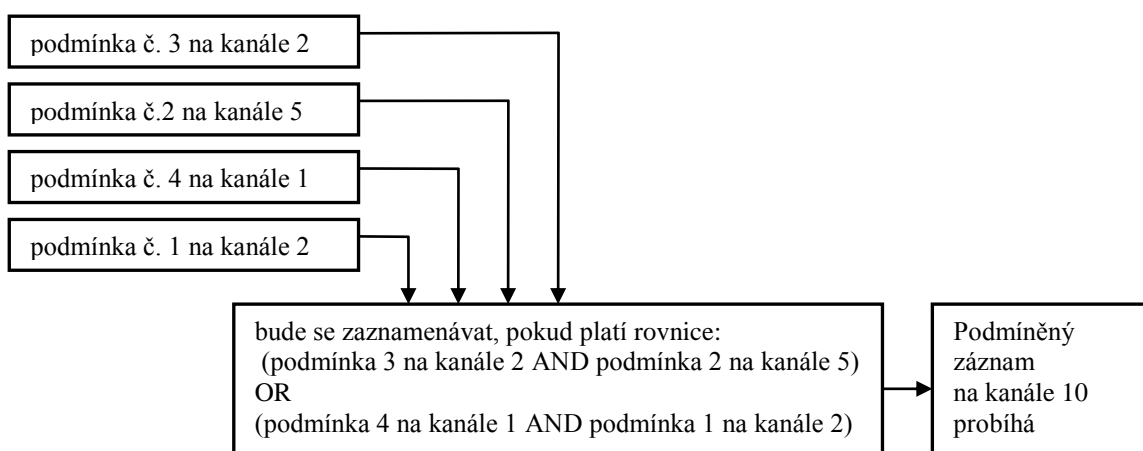 podmínka č. 3 na kanále 2
podmínka č.2 na kanále 5
podmínka č. 4 na kanále 1
podmínka č. 1 na kanále 2
bude se zaznamenávat, pokud platí rovnice:
(podmínka 3 na kanále 2 AND podmínka 2 na kanále 5)
OR
(podmínka 4 na kanále 1 AND podmínka 1 na kanále 2)
Podmíněný
záznam
na kanále 10
probíhá